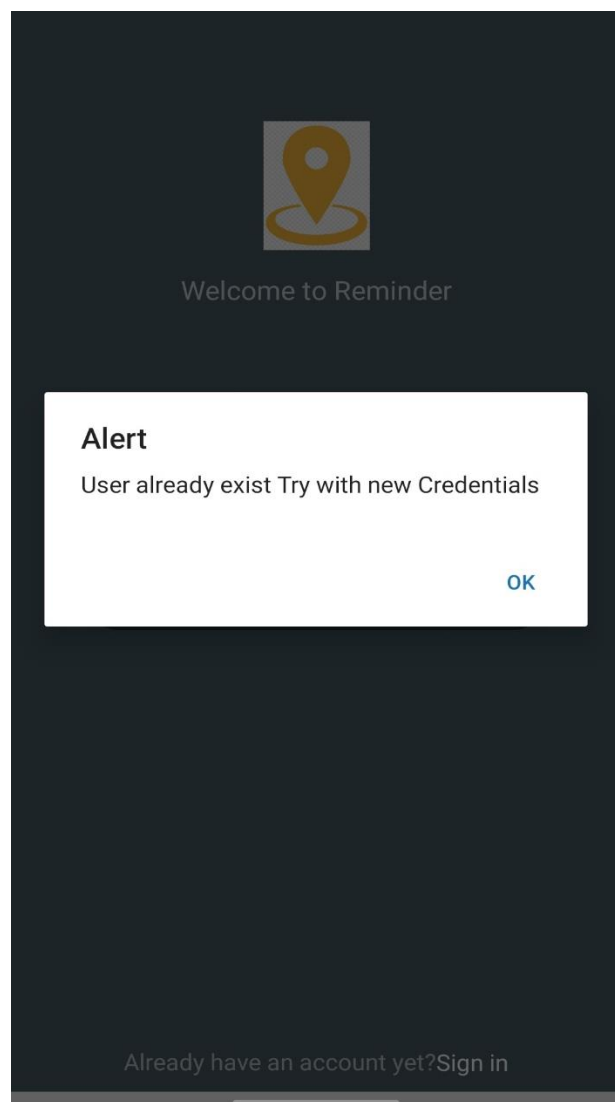 Welcome to Reminder
Alert
User already exist Try with new Credentials
OK
Already have an account yet?Sign in